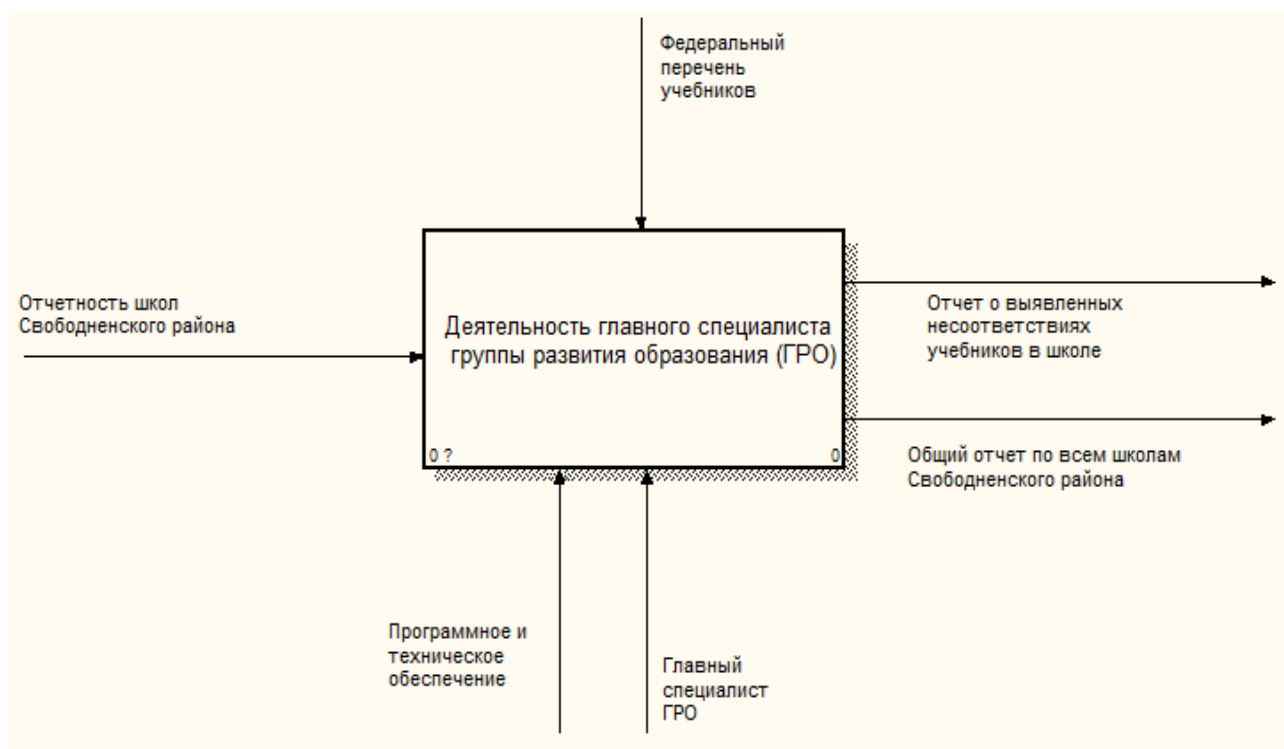 Федеральный
перечень
учебников
Отчетность школ
Свободненского района
Деятельность главного специалиста
группы развития образования (ГРО)
0 ?
0
Отчет о выявленных
несоответствиях
учебников в школе
Общий отчет по всем школам
Свободненского района
Программное и
техническое
обеспечение
Главный
специалист
ГРО